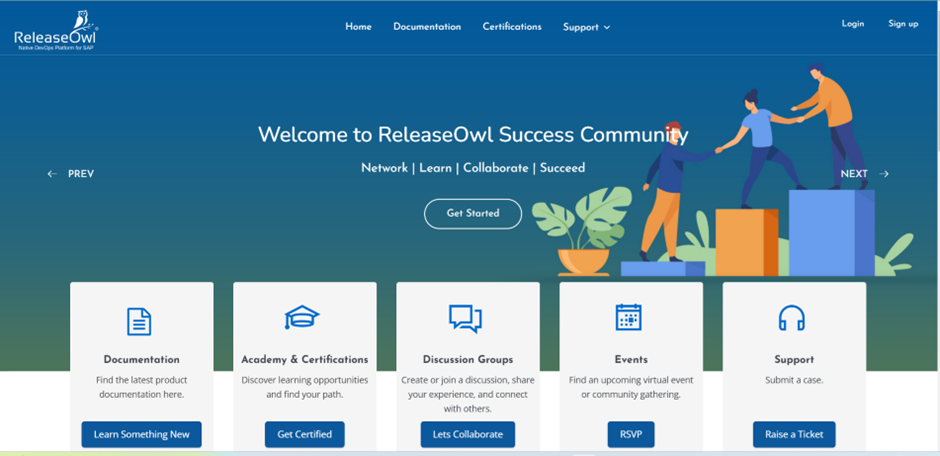 ReleaseOwl
Native DevOps Platform for SAP
Home Documentation Certifications Support
Login Sign up
Welcome to ReleaseOwl Success Community
Network | Learn | Collaborate | Succeed
PREV
NEXT
Get Started
Documentation
Find the latest product
documentation here.
Learn Something New
Academy & Certifications
Discover learning opportunities
and find your path.
Get Certified
Discussion Groups
Create or join a discussion, share
your experience, and connect
with others.
Lets Collaborate
Events
Find an upcoming virtual event
or community gathering.
RSVP
Support
Submit a case.
Raise a Ticket